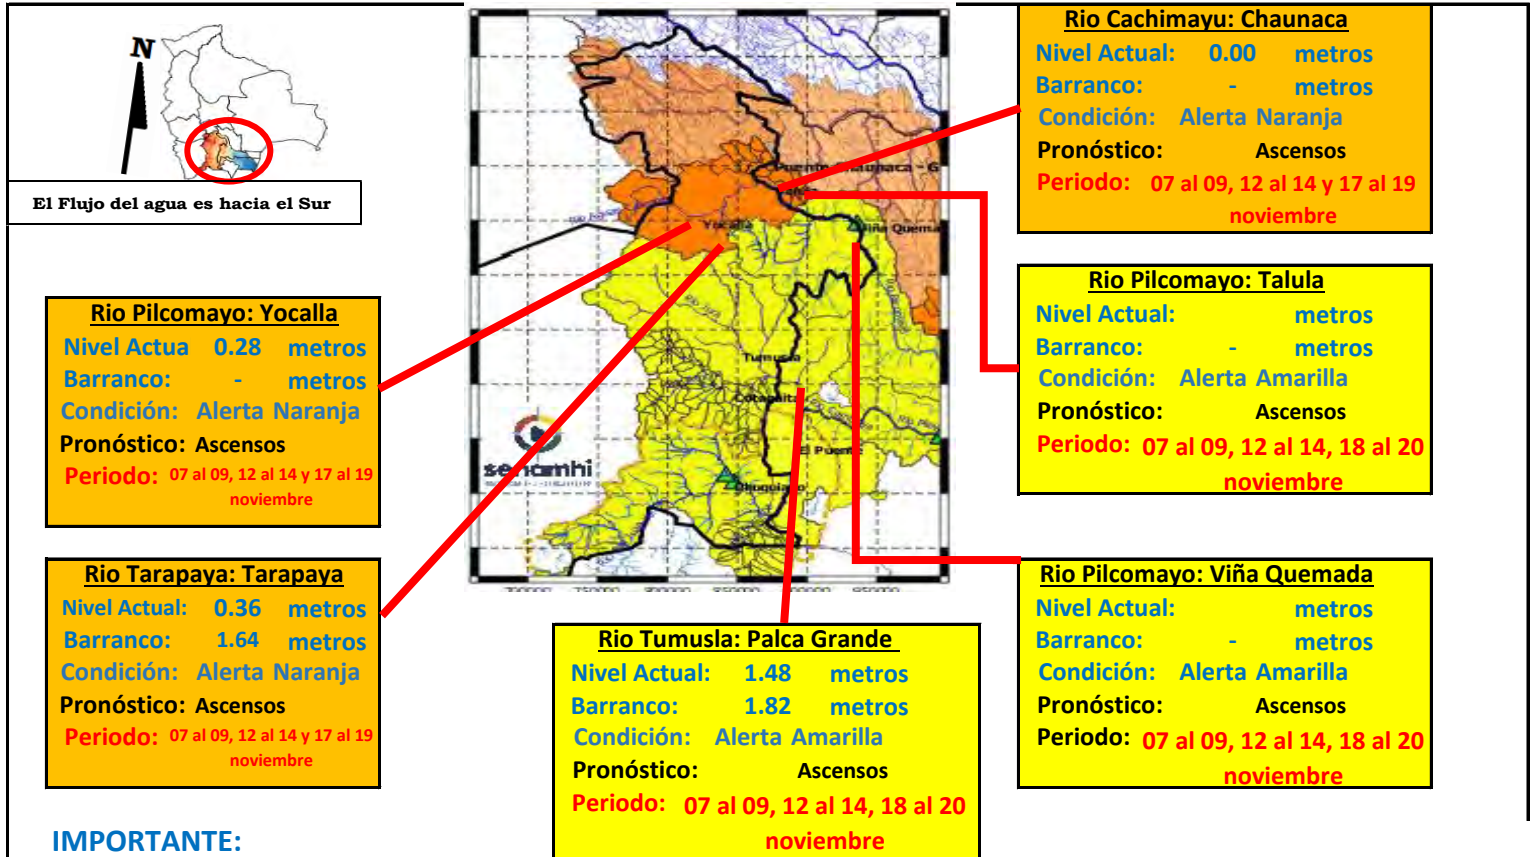 N
El Flujo del agua es hacia el Sur
Rio Cachimayu: Chaunaca
Nivel Actual: 0.00 metros
Barranco: - metros
Condición: Alerta Naranja
Pronóstico: Ascensos
Periodo: 07 al 09, 12 al 14 y 17 al 19
noviembre
Rio Pilcomayo: Talula
Nivel Actual: metros
Barranco: - metros
Condición: Alerta Amarilla
Pronóstico: Ascensos
Periodo: 07 al 09, 12 al 14, 18 al 20
noviembre
Rio Pilcomayo: Yocalla
Nivel Actua 0.28 metros
Barranco: - metros
Condición: Alerta Naranja
Pronóstico: Ascensos
Periodo: 07 al 09, 12 al 14 y 17 al 19
noviembre
Yocalla
Viña Quema
Tumusla
Cotagaita
El Puente
senamhi
Rio Tarapaya: Tarapaya
Nivel Actual: 0.36 metros
Barranco: 1.64 metros
Condición: Alerta Naranja
Pronóstico: Ascensos
Periodo: 07 al 09, 12 al 14 y 17 al 19
noviembre
Rio Tumusla: Palca Grande
Nivel Actual: 1.48 metros
Barranco: 1.82 metros
Condición: Alerta Amarilla
Pronóstico: Ascensos
Periodo: 07 al 09, 12 al 14, 18 al 20
noviembre
Rio Pilcomayo: Viña Quemada
Nivel Actual: metros
Barranco: - metros
Condición: Alerta Amarilla
Pronóstico: Ascensos
Periodo: 07 al 09, 12 al 14, 18 al 20
noviembre
IMPORTANTE: